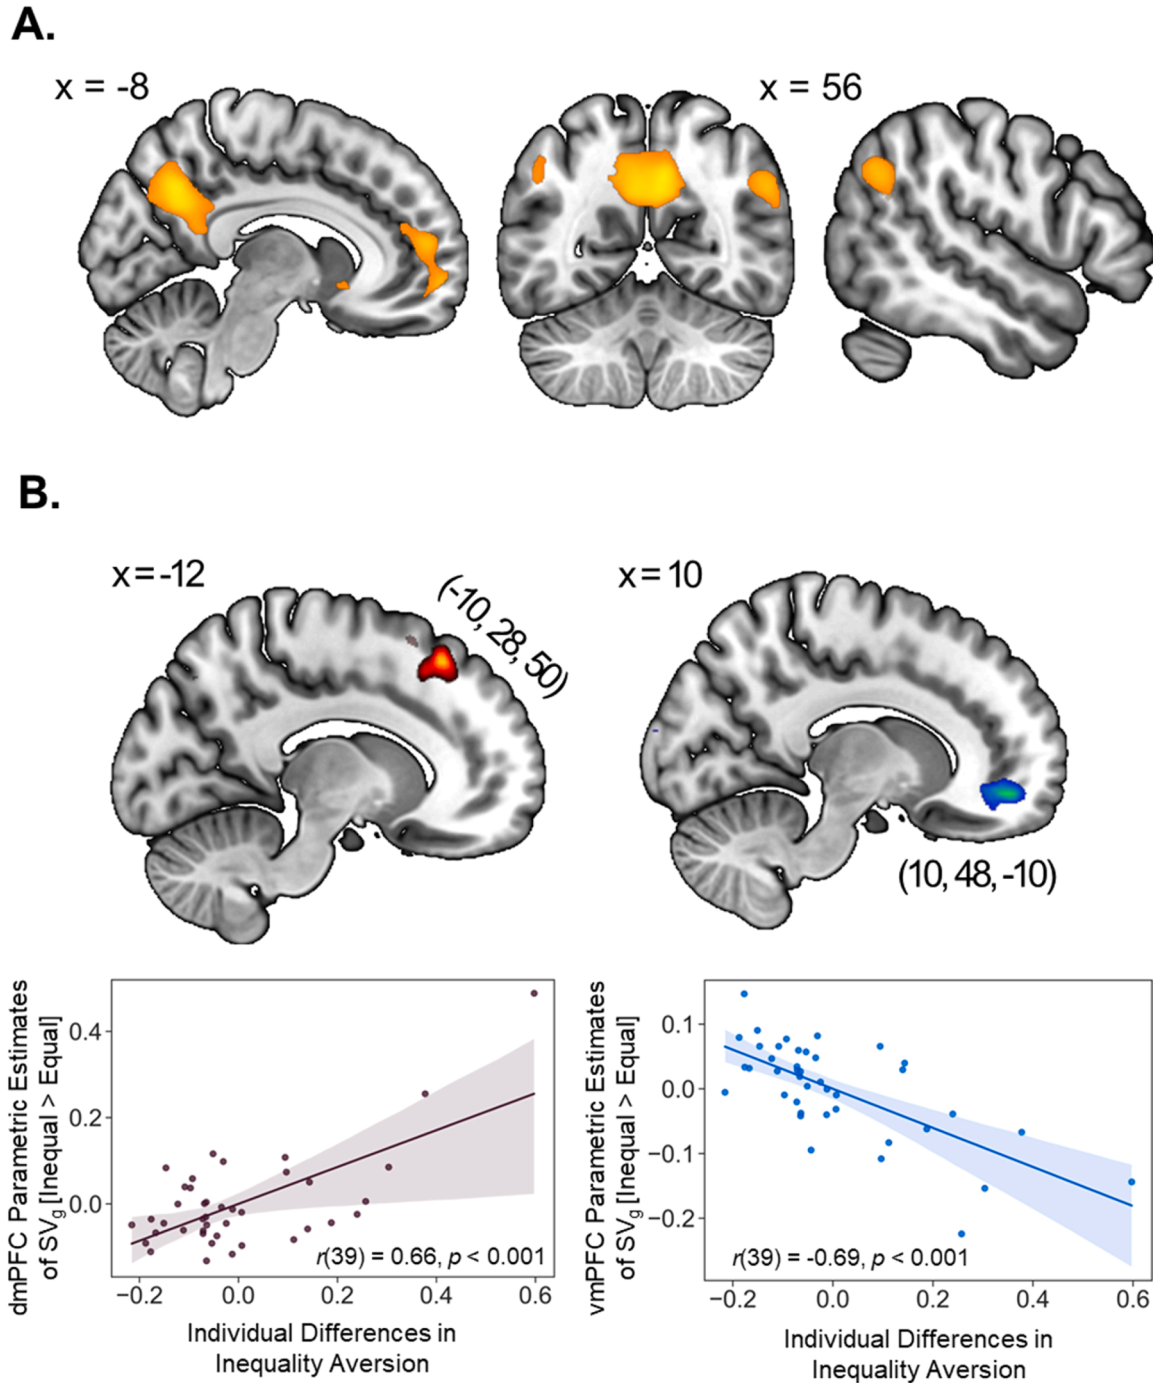 A.
x = -8
x = 56
B.
x = -12
(-10, 28, 50)
x = 10
(10, 48, -10)
dmPFC Parametric Estimates
of SVg [Inequal > Equal]
0.4
0.2
0.0
r(39) = 0.66, p < 0.001
−0.2 0.0 0.2 0.4 0.6
Individual Differences in
Inequality Aversion
vmPFC Parametric Estimates
of SVg [Inequal > Equal]
0.1
0.0
−0.1
−0.2
r(39) = -0.69, p < 0.001
−0.2 0.0 0.2 0.4 0.6
Individual Differences in
Inequality Aversion